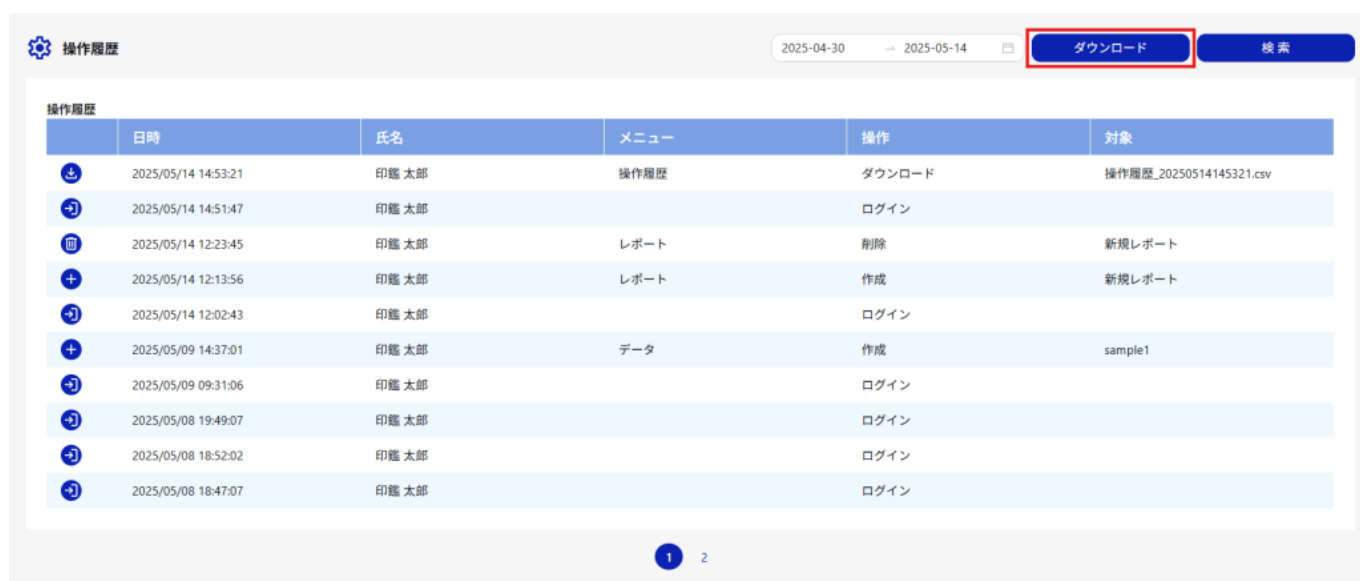 操作履歴 2025-04-30 → 2025-05-14 ダウンロード 検索
操作履歴
日時 氏名 メニュー 操作 対象
2025/05/14 14:53:21 印鑑 太郎 操作履歴 ダウンロード 操作履歴_20250514145321.csv
2025/05/14 14:51:47 印鑑 太郎 ログイン
2025/05/14 12:23:45 印鑑 太郎 レポート 削除 新規レポート
2025/05/14 12:13:56 印鑑 太郎 レポート 作成 新規レポート
2025/05/14 12:02:43 印鑑 太郎 ログイン
2025/05/09 14:37:01 印鑑 太郎 データ 作成 sample1
2025/05/09 09:31:06 印鑑 太郎 ログイン
2025/05/08 19:49:07 印鑑 太郎 ログイン
2025/05/08 18:52:02 印鑑 太郎 ログイン
2025/05/08 18:47:07 印鑑 太郎 ログイン
1 2